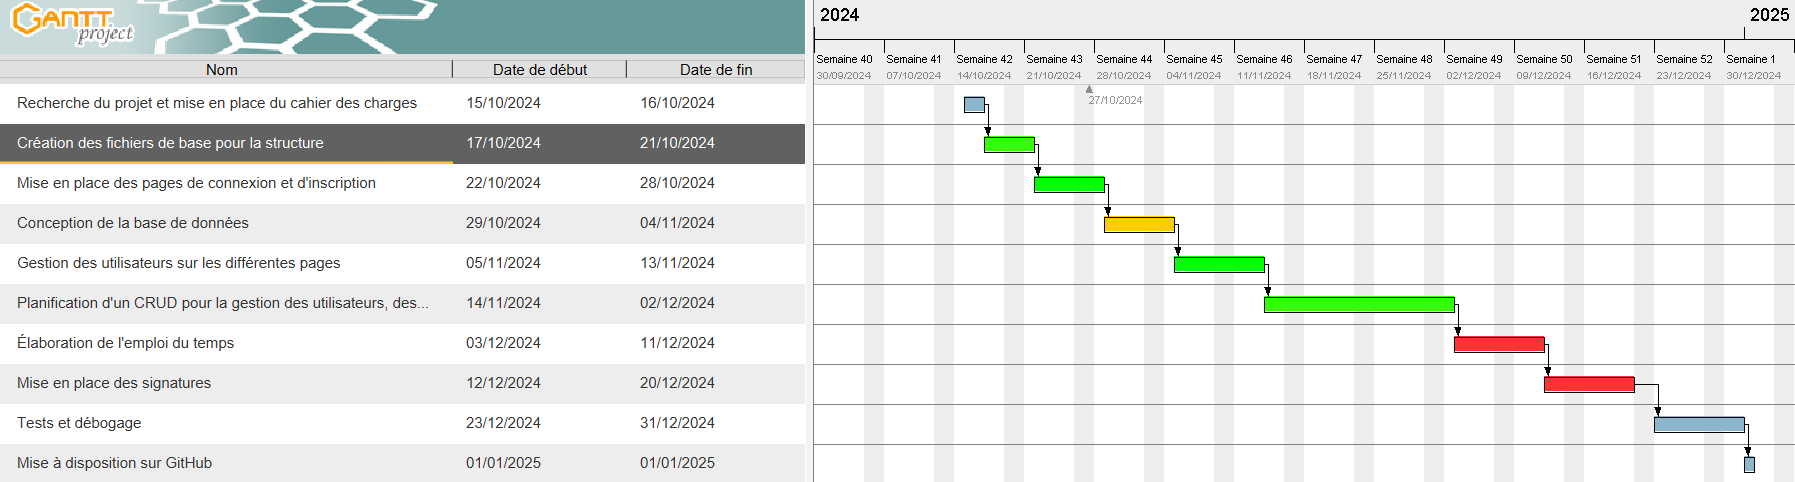 GANTT
project
2024 2025
Semaine 40 Semaine 41 Semaine 42 Semaine 43 Semaine 44 Semaine 45 Semaine 46 Semaine 47 Semaine 48 Semaine 49 Semaine 50 Semaine 51 Semaine 52 Semaine 1
30/09/2024 07/10/2024 14/10/2024 21/10/2024 28/10/2024 04/11/2024 11/11/2024 18/11/2024 25/11/2024 02/12/2024 09/12/2024 16/12/2024 23/12/2024 30/12/2024
27/10/2024
Nom Date de début Date de fin
Recherche du projet et mise en place du cahier des charges 15/10/2024 16/10/2024
Création des fichiers de base pour la structure 17/10/2024 21/10/2024
Mise en place des pages de connexion et d'inscription 22/10/2024 28/10/2024
Conception de la base de données 29/10/2024 04/11/2024
Gestion des utilisateurs sur les différentes pages 05/11/2024 13/11/2024
Planification d'un CRUD pour la gestion des utilisateurs, des... 14/11/2024 02/12/2024
Élaboration de l'emploi du temps 03/12/2024 11/12/2024
Mise en place des signatures 12/12/2024 20/12/2024
Tests et débogage 23/12/2024 31/12/2024
Mise à disposition sur GitHub 01/01/2025 01/01/2025